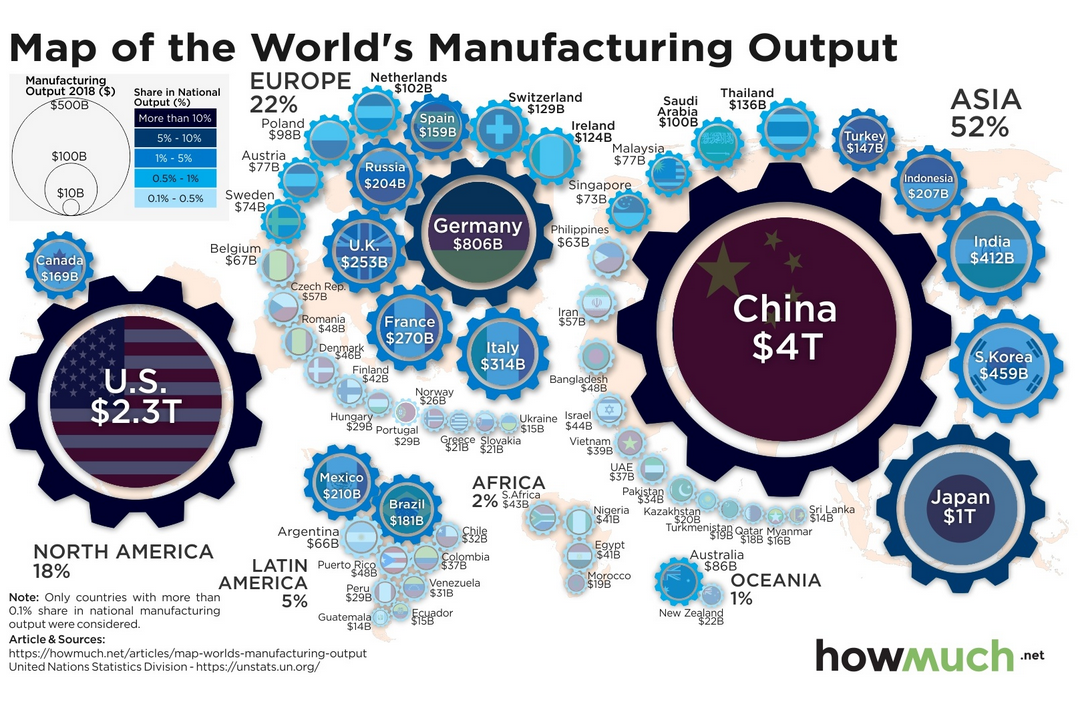 Map of the World's Manufacturing Output
Manufacturing
Output 2018 ($)
$500B
$100B
$10B
Share in National
Output (%)
More than 10%
5% - 10%
1% - 5%
0.5% - 1%
0.1% - 0.5%
EUROPE
22%
Netherlands
$102B
Poland
$98B
Spain
$159B
Switzerland
$129B
Ireland
$124B
Austria
$77B
Russia
$204B
Sweden
$74B
Germany
$806B
U.K.
$253B
Belgium
$67B
Czech Rep.
$57B
France
$270B
Romania
$48B
Italy
$314B
Denmark
$46B
Finland
$42B
Hungary
$29B
Portugal
$29B
Norway
$26B
Greece
$21B
Slovakia
$21B
Ukraine
$15B
ASIA
52%
Saudi
Arabia
$100B
Thailand
$136B
Turkey
$147B
Malaysia
$77B
Indonesia
$207B
Singapore
$73B
Philippines
$63B
India
$412B
China
$4T
Iran
$57B
S.Korea
$459B
Bangladesh
$48B
Israel
$44B
Vietnam
$39B
UAE
$37B
Pakistan
$34B
Kazakhstan
$20B
Turkmenistan
$19B
Qatar
$18B
Myanmar
$16B
Sri Lanka
$14B
Japan
$1T
Canada
$169B
U.S.
$2.3T
NORTH AMERICA
18%
Mexico
$210B
Brazil
$181B
Argentina
$66B
Chile
$32B
Puerto Rico
$48B
Colombia
$37B
Peru
$29B
Venezuela
$31B
Guatemala
$14B
Ecuador
$15B
LATIN
AMERICA
5%
AFRICA
2%
S.Africa
$43B
Nigeria
$41B
Egypt
$41B
Morocco
$19B
Australia
$86B
OCEANIA
1%
New Zealand
$22B
Note: Only countries with more than
0.1% share in national manufacturing
output were considered.
Article & Sources:
https://howmuch.net/articles/map-worlds-manufacturing-output
United Nations Statistics Division - https://unstats.un.org/
howmuch.net